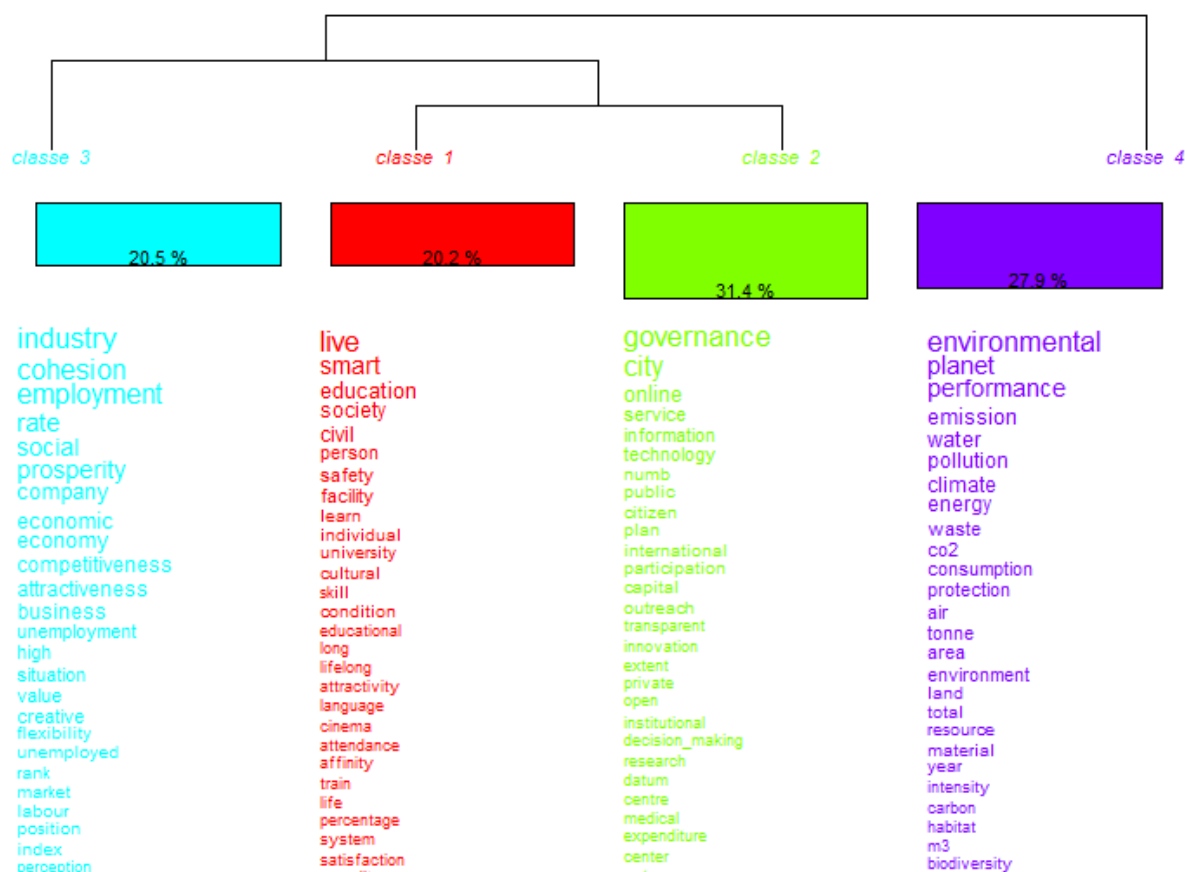 classe 3
classe 1
classe 2
classe 4
20.5 %
20.2 %
31.4 %
27.9 %
industry
cohesion
employment
rate
social
prosperity
company
economic
economy
competitiveness
attractiveness
business
unemployment
high
situation
value
creative
flexibility
unemployed
rank
market
labour
position
index
perception
live
smart
education
society
civil
person
safety
facility
learn
individual
university
cultural
skill
condition
educational
long
lifelong
attractivity
language
cinema
attendance
affinity
train
life
percentage
system
satisfaction
governance
city
online
service
information
technology
numb
public
citizen
plan
international
participation
capital
outreach
transparent
innovation
extent
private
open
institutional
decision_making
research
datum
centre
medical
expenditure
center
environmental
planet
performance
emission
water
pollution
climate
energy
waste
co2
consumption
protection
air
tonne
area
environment
land
total
resource
material
year
intensity
carbon
habitat
m3
biodiversity